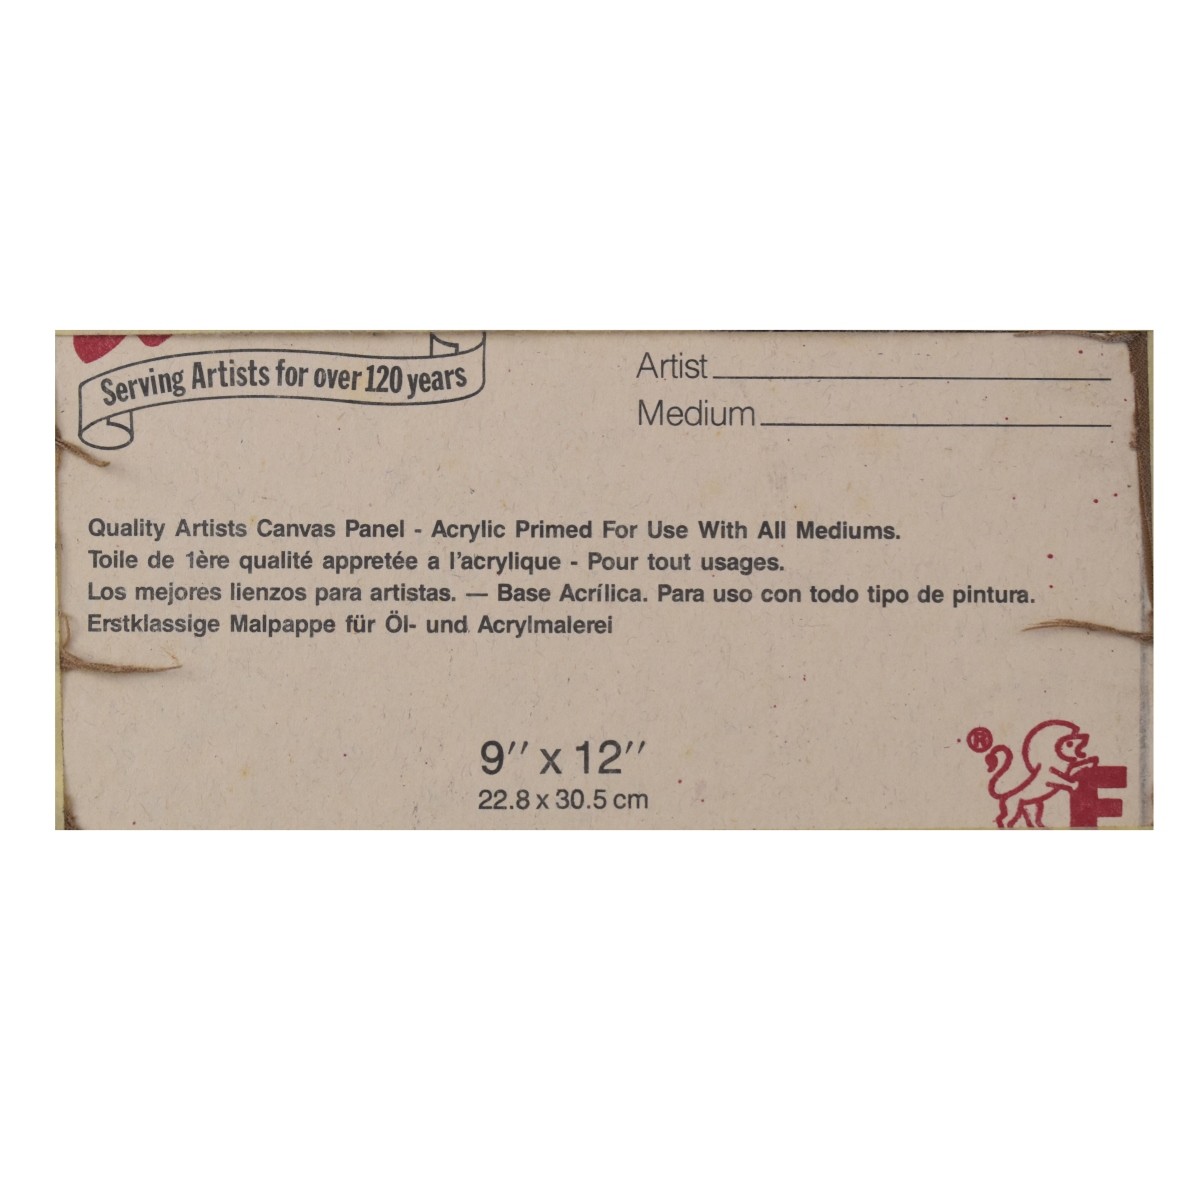 Serving Artists for over 120 years
Artist
Medium
Quality Artists Canvas Panel - Acrylic Primed For Use With All Mediums.
Toile de 1ère qualité appretée a l'acrylique - Pour tout usages.
Los mejores lienzos para artistas. — Base Acrílica. Para uso con todo tipo de pintura.
Erstklassige Malpappe für Öl- und Acrylmalerei
9" x 12"
22.8 x 30.5 cm
®
F